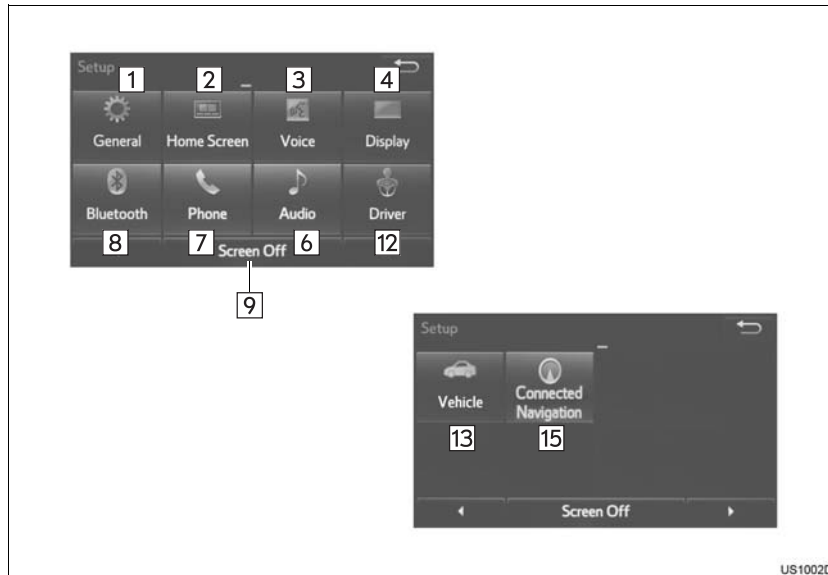 Setup
1 2 3 4
General Home Screen Voice Display
Bluetooth Phone Audio Driver
8 7 Screen Off 6 12
9
Setup
Vehicle Connected
Navigation
13 15
Screen Off
US1002D